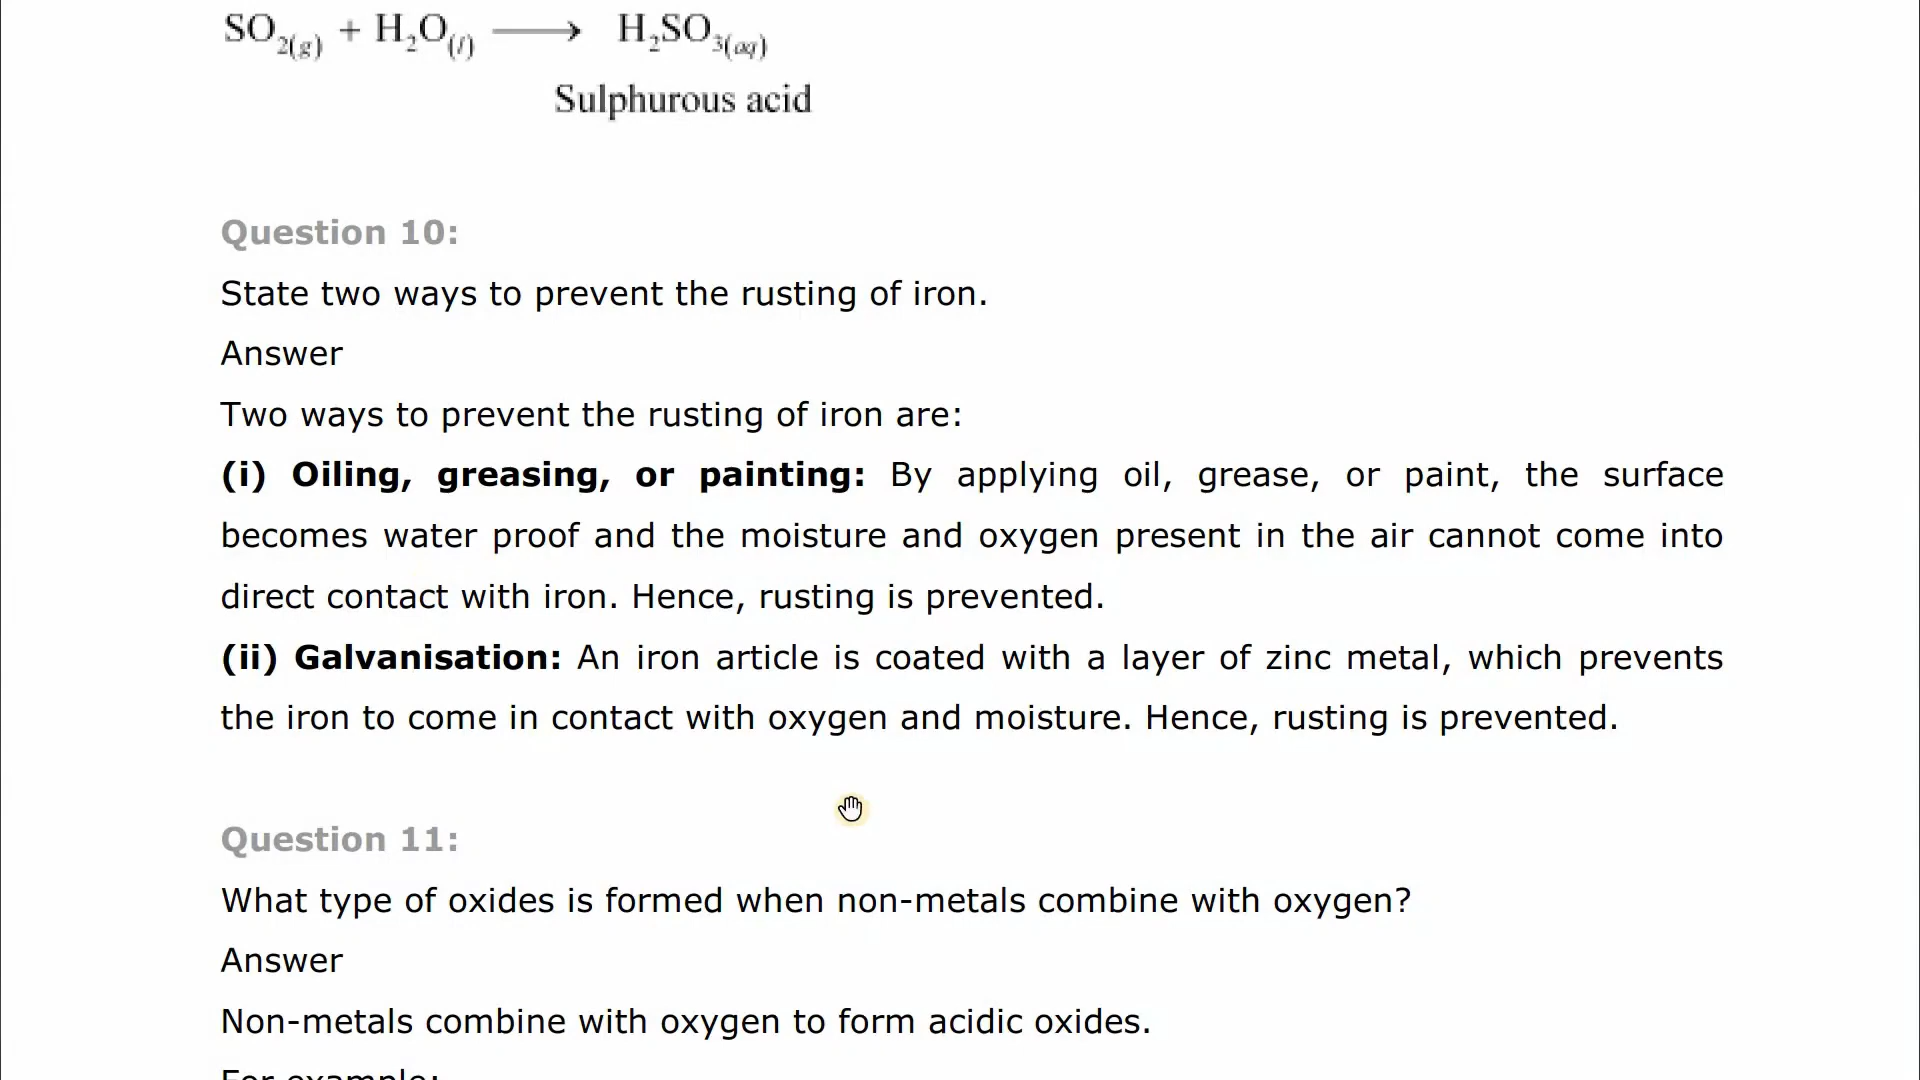 SO2(g) + H2O(l) ⟶ H2SO3(aq)
Sulphurous acid
Question 10:
State two ways to prevent the rusting of iron.
Answer
Two ways to prevent the rusting of iron are:
(i) Oiling, greasing, or painting: By applying oil, grease, or paint, the surface
becomes water proof and the moisture and oxygen present in the air cannot come into
direct contact with iron. Hence, rusting is prevented.
(ii) Galvanisation: An iron article is coated with a layer of zinc metal, which prevents
the iron to come in contact with oxygen and moisture. Hence, rusting is prevented.
Question 11:
What type of oxides is formed when non-metals combine with oxygen?
Answer
Non-metals combine with oxygen to form acidic oxides.
For example: